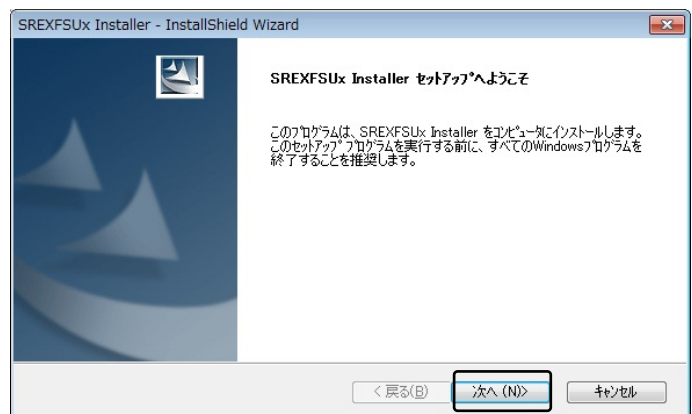 SREXFSUx Installer - InstallShield Wizard
SREXFSUx Installer ｾｯﾄｱｯﾌﾟへようこそ
このﾌﾟﾛｸﾞﾗﾑは、SREXFSUx Installer をｺﾝﾋﾟｭｰﾀにｲﾝｽﾄｰﾙします。
このｾｯﾄｱｯﾌﾟ ﾌﾟﾛｸﾞﾗﾑを実行する前に、すべてのWindowsﾌﾟﾛｸﾞﾗﾑを
終了することを推奨します。
< 戻る(B)
次へ (N)>
ｷｬﾝｾﾙ